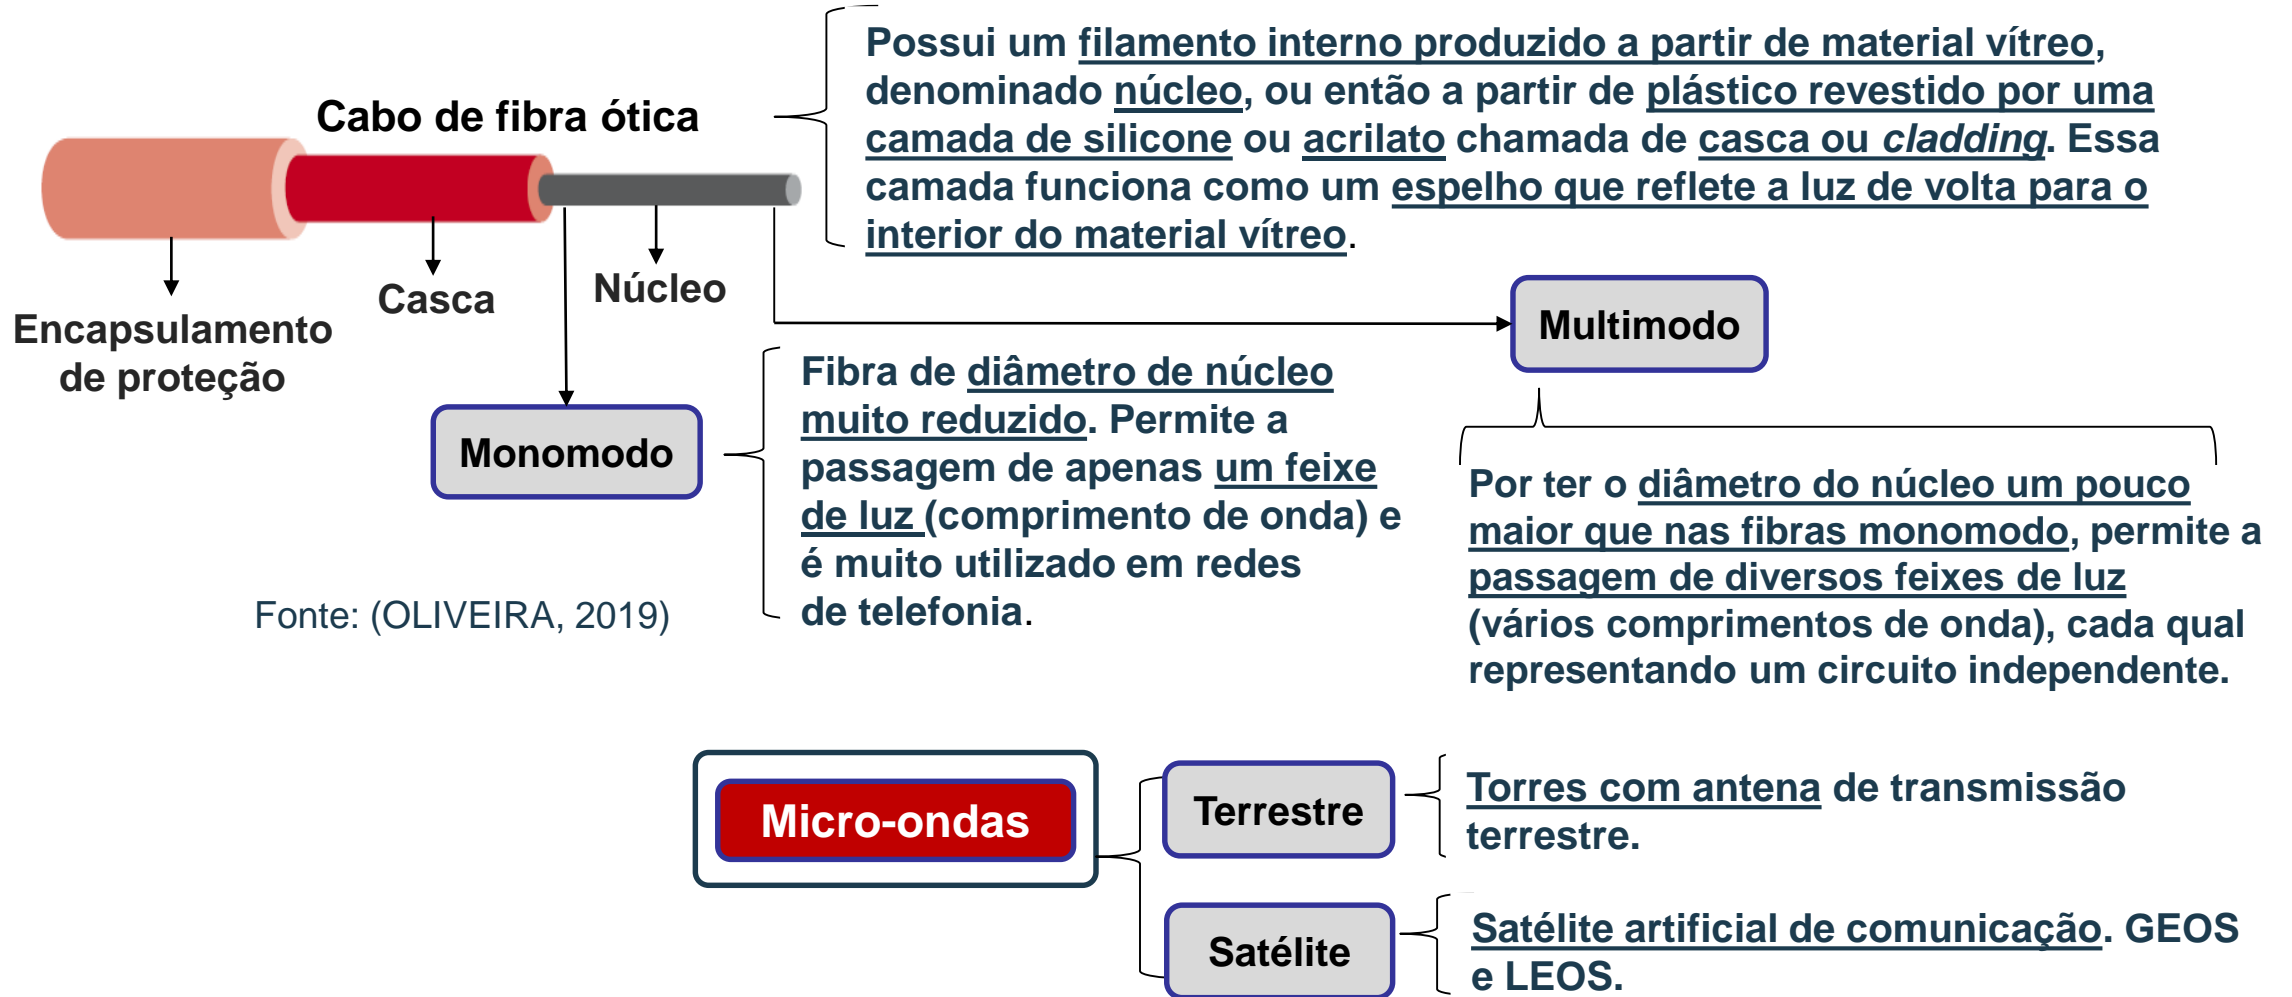 Cabo de fibra ótica
Possui um filamento interno produzido a partir de material vítreo,
denominado núcleo, ou então a partir de plástico revestido por uma
camada de silicone ou acrilato chamada de casca ou cladding. Essa
camada funciona como um espelho que reflete a luz de volta para o
interior do material vítreo.
Encapsulamento
de proteção
Casca
Núcleo
Monomodo
Fibra de diâmetro de núcleo
muito reduzido. Permite a
passagem de apenas um feixe
de luz (comprimento de onda) e
é muito utilizado em redes
de telefonia.
Multimodo
Por ter o diâmetro do núcleo um pouco
maior que nas fibras monomodo, permite a
passagem de diversos feixes de luz
(vários comprimentos de onda), cada qual
representando um circuito independente.
Fonte: (OLIVEIRA, 2019)
Micro-ondas
Terrestre
Torres com antena de transmissão
terrestre.
Satélite
Satélite artificial de comunicação. GEOS
e LEOS.